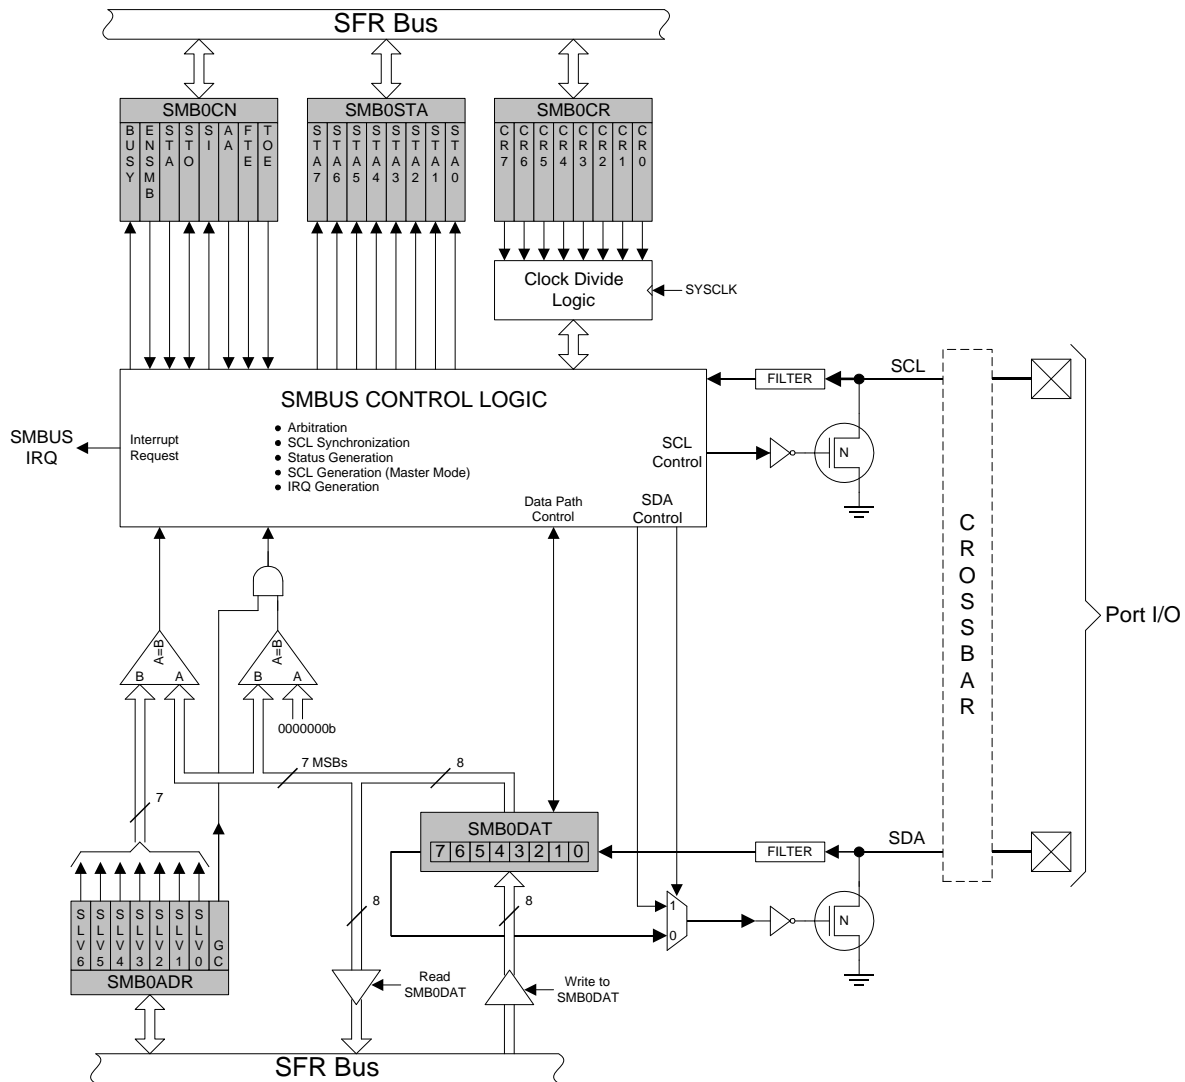 SFR Bus
SMB0CN
SMB0STA
SMB0CR
BUSY
ENSMB
STA
STO
SI
AA
FTE
TOE
STA7
STA6
STA5
STA4
STA3
STA2
STA1
STA0
CR7
CR6
CR5
CR4
CR3
CR2
CR1
CR0
Clock Divide
Logic
SYSCLK
SMBUS CONTROL LOGIC
● Arbitration
● SCL Synchronization
● Status Generation
● SCL Generation (Master Mode)
● IRQ Generation
SMBUS
IRQ
Interrupt
Request
SCL
Control
Data Path
Control
SDA
Control
FILTER
SCL
N
CROSSBAR
Port I/O
A=B
B
A
A=B
B
A
0000000b
7 MSBs
8
7
SMB0DAT
7 6 5 4 3 2 1 0
FILTER
SDA
1
0
N
8
8
SLV6
SLV5
SLV4
SLV3
SLV2
SLV1
SLV0
GC
SMB0ADR
Read
SMB0DAT
Write to
SMB0DAT
SFR Bus